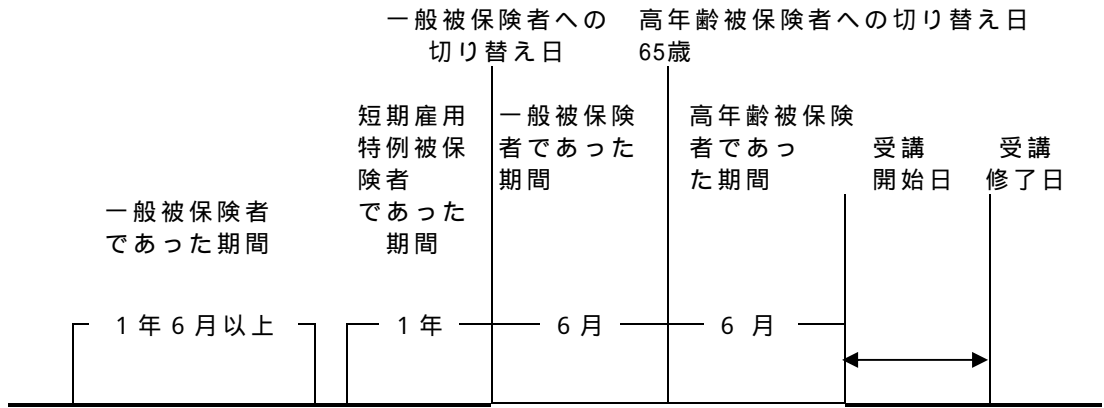 一般被保険者への
切り替え日
高年齢被保険者への切り替え日
65歳
短期雇用
特例被保
険者
であった
期間
一般被保険
者であった
期間
高年齢被保険
者であっ
た期間
受講
開始日
受講
修了日
一般被保険者
であった期間
1年6月以上
1年
6月
6月